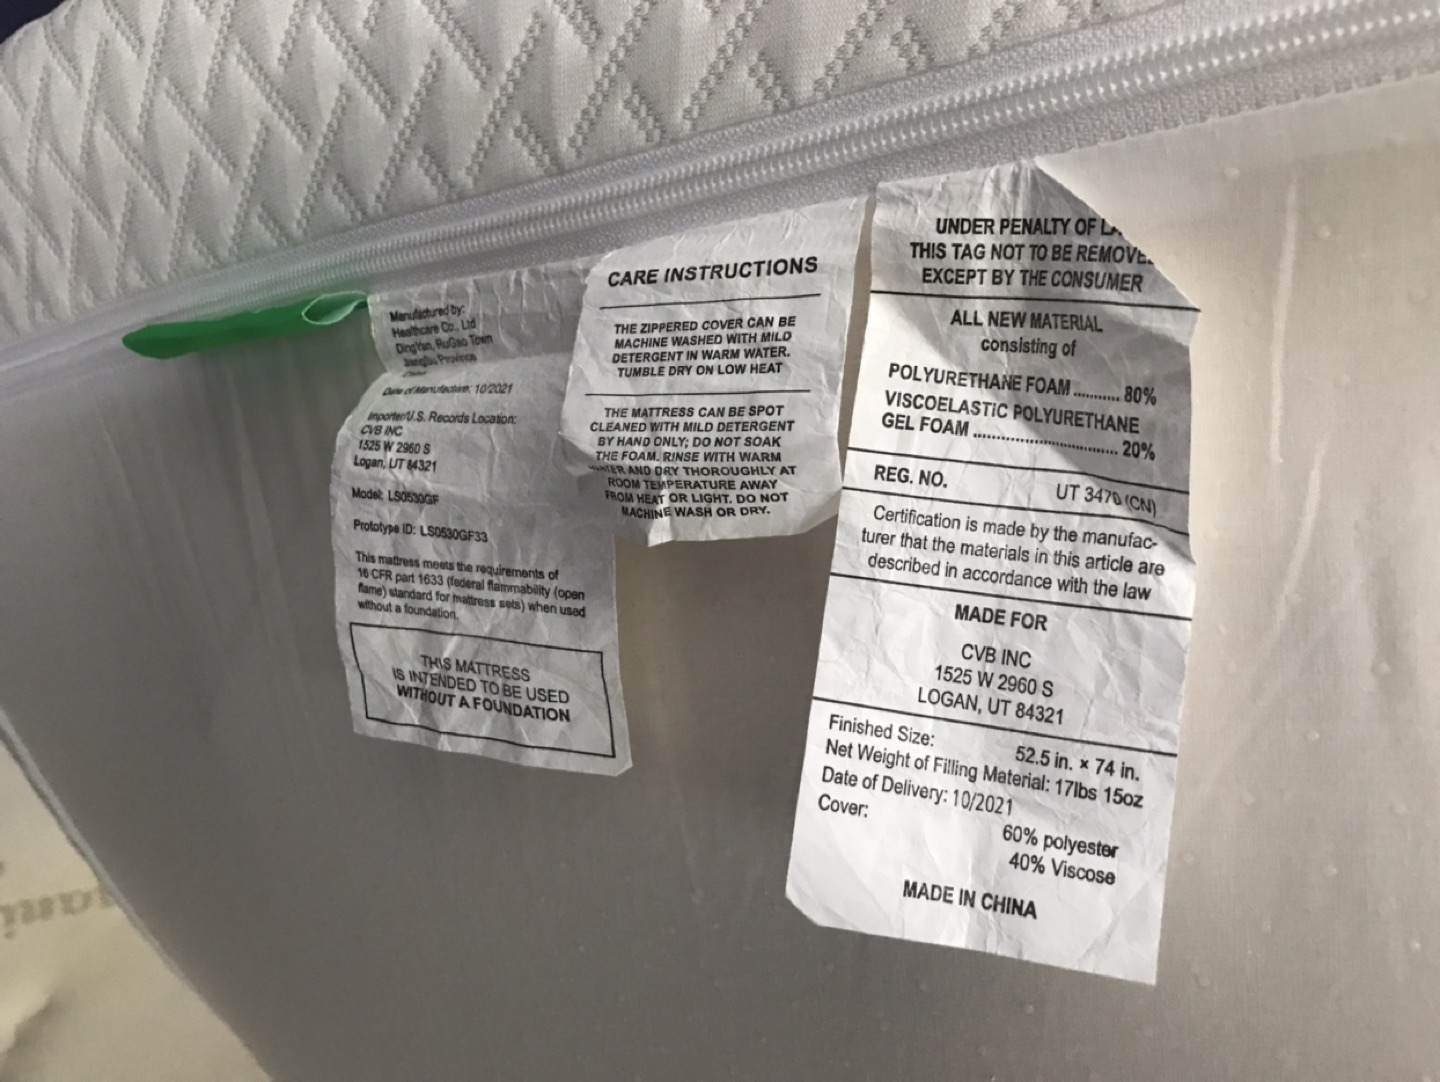 Manufactured by:
Healthcare Co., Ltd
DingYan, RuGao Town
JiangSu Province
China
Date of Manufacture: 10/2021
Importer/U.S. Records Location:
CVB INC
1525 W 2960 S
Logan, UT 84321
Model: LS0530GF
Prototype ID: LS0530GF33
This mattress meets the requirements of
16 CFR part 1633 (federal flammability (open
flame) standard for mattress sets) when used
without a foundation.
THIS MATTRESS
IS INTENDED TO BE USED
WITHOUT A FOUNDATION
CARE INSTRUCTIONS
THE ZIPPERED COVER CAN BE
MACHINE WASHED WITH MILD
DETERGENT IN WARM WATER.
TUMBLE DRY ON LOW HEAT
THE MATTRESS CAN BE SPOT
CLEANED WITH MILD DETERGENT
BY HAND ONLY; DO NOT SOAK
THE FOAM. RINSE WITH WARM
WATER AND DRY THOROUGHLY AT
ROOM TEMPERATURE AWAY
FROM HEAT OR LIGHT. DO NOT
MACHINE WASH OR DRY.
UNDER PENALTY OF LA
THIS TAG NOT TO BE REMOVED
EXCEPT BY THE CONSUMER
ALL NEW MATERIAL
consisting of
POLYURETHANE FOAM .......... 80%
VISCOELASTIC POLYURETHANE
GEL FOAM ................................ 20%
REG. NO. UT 3470 (CN)
Certification is made by the manufac-
turer that the materials in this article are
described in accordance with the law
MADE FOR
CVB INC
1525 W 2960 S
LOGAN, UT 84321
Finished Size: 52.5 in. × 74 in.
Net Weight of Filling Material: 17lbs 15oz
Date of Delivery: 10/2021
Cover: 60% polyester
40% Viscose
MADE IN CHINA